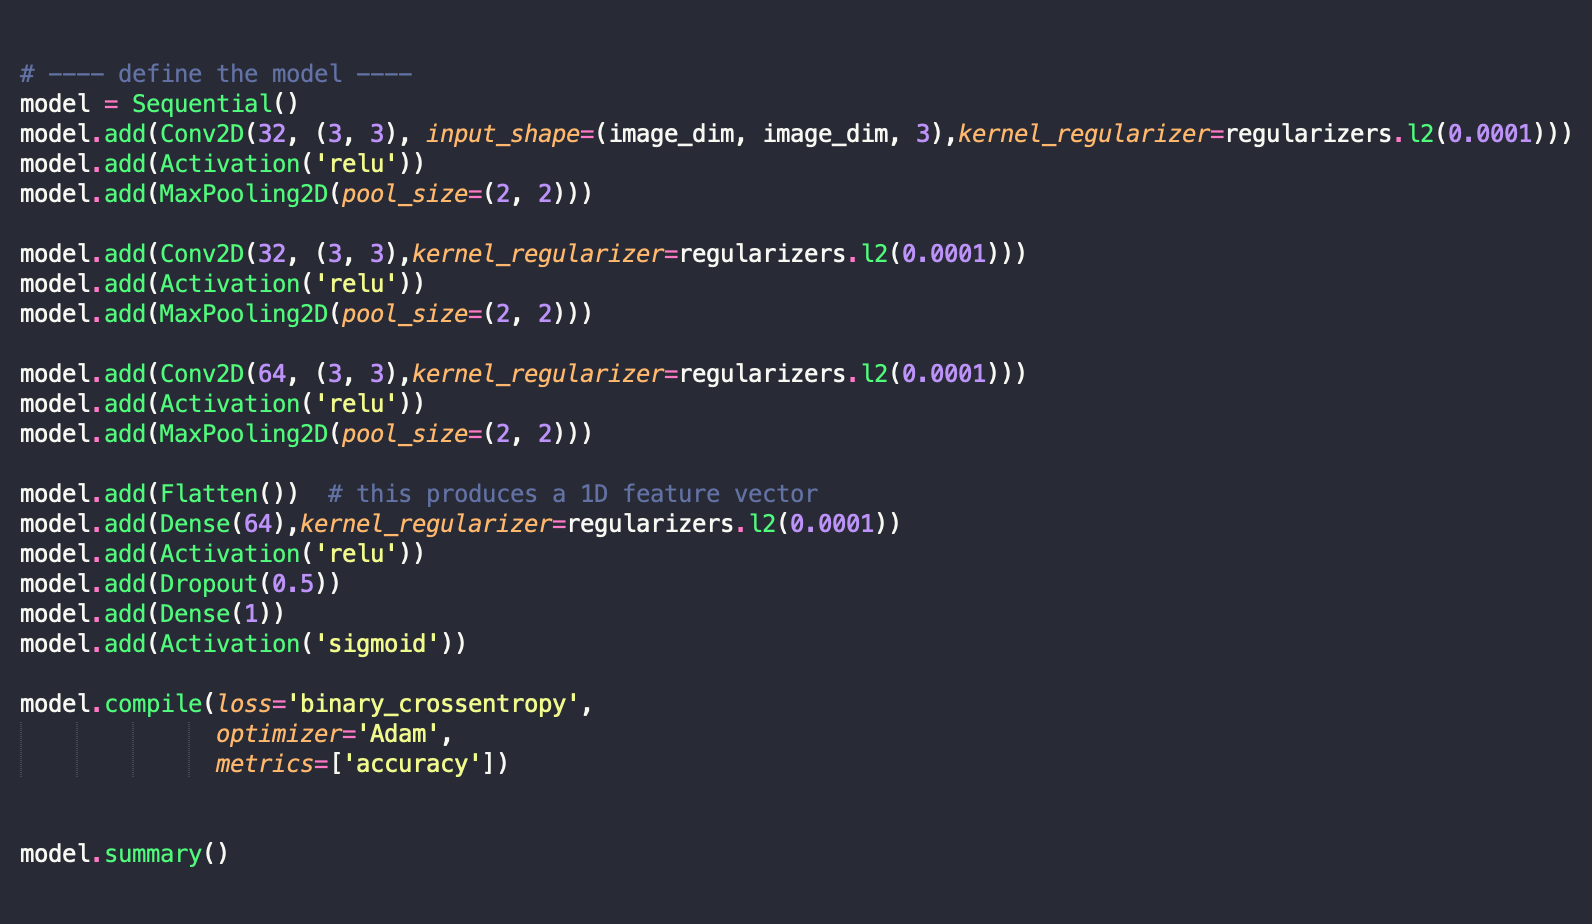 # ---- define the model ----
model = Sequential()
model.add(Conv2D(32, (3, 3), input_shape=(image_dim, image_dim, 3),kernel_regularizer=regularizers.l2(0.0001)))
model.add(Activation('relu'))
model.add(MaxPooling2D(pool_size=(2, 2)))
model.add(Conv2D(32, (3, 3),kernel_regularizer=regularizers.l2(0.0001)))
model.add(Activation('relu'))
model.add(MaxPooling2D(pool_size=(2, 2)))
model.add(Conv2D(64, (3, 3),kernel_regularizer=regularizers.l2(0.0001)))
model.add(Activation('relu'))
model.add(MaxPooling2D(pool_size=(2, 2)))
model.add(Flatten())  # this produces a 1D feature vector
model.add(Dense(64),kernel_regularizer=regularizers.l2(0.0001))
model.add(Activation('relu'))
model.add(Dropout(0.5))
model.add(Dense(1))
model.add(Activation('sigmoid'))
model.compile(loss='binary_crossentropy',
              optimizer='Adam',
              metrics=['accuracy'])
model.summary()